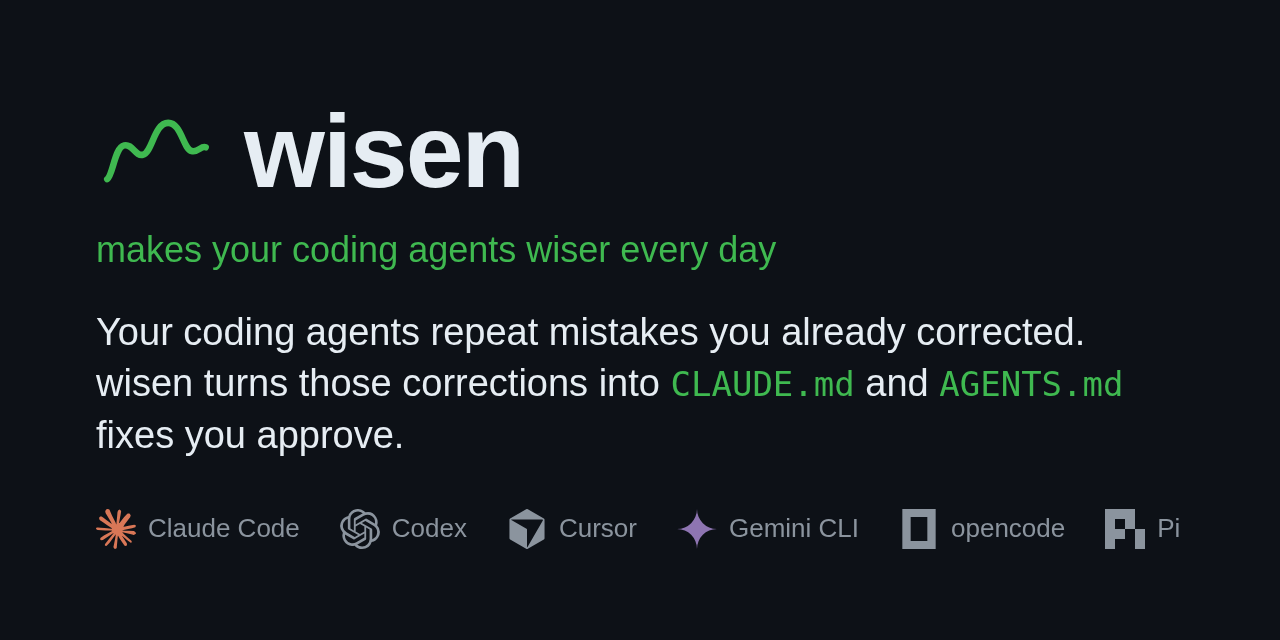 wisen
makes your coding agents wiser every day
Your coding agents repeat mistakes you already corrected.
wisen turns those corrections into CLAUDE.md and AGENTS.md
fixes you approve.
Claude Code Codex Cursor Gemini CLI opencode Pi